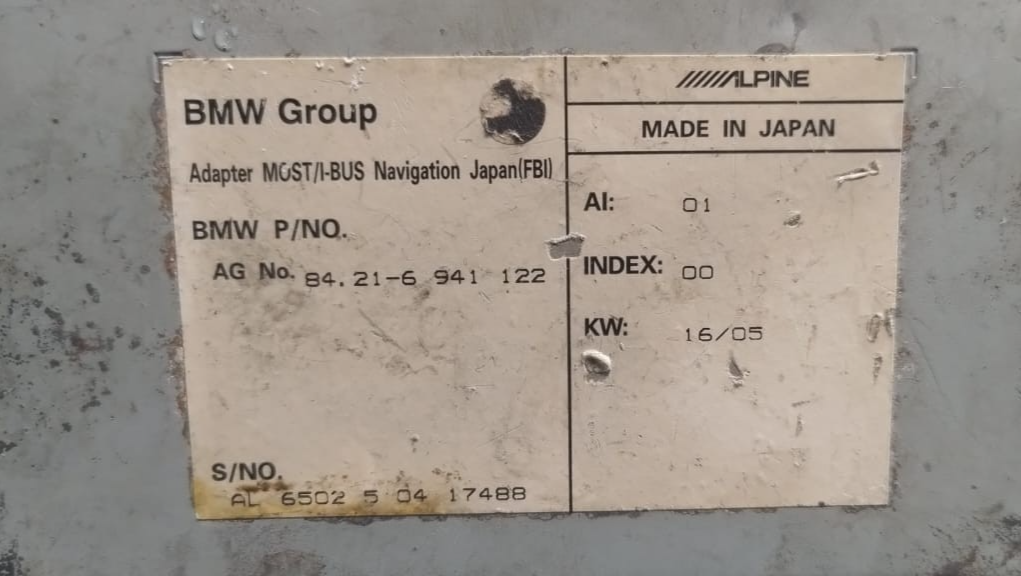 BMW Group
Adapter MOST/I-BUS Navigation Japan(FBI)
BMW P/NO.
AG No. 84.21-6 941 122
S/NO.
AL 6502 5 04 17488
ALPINE
MADE IN JAPAN
AI: 01
INDEX: 00
KW: 16/05